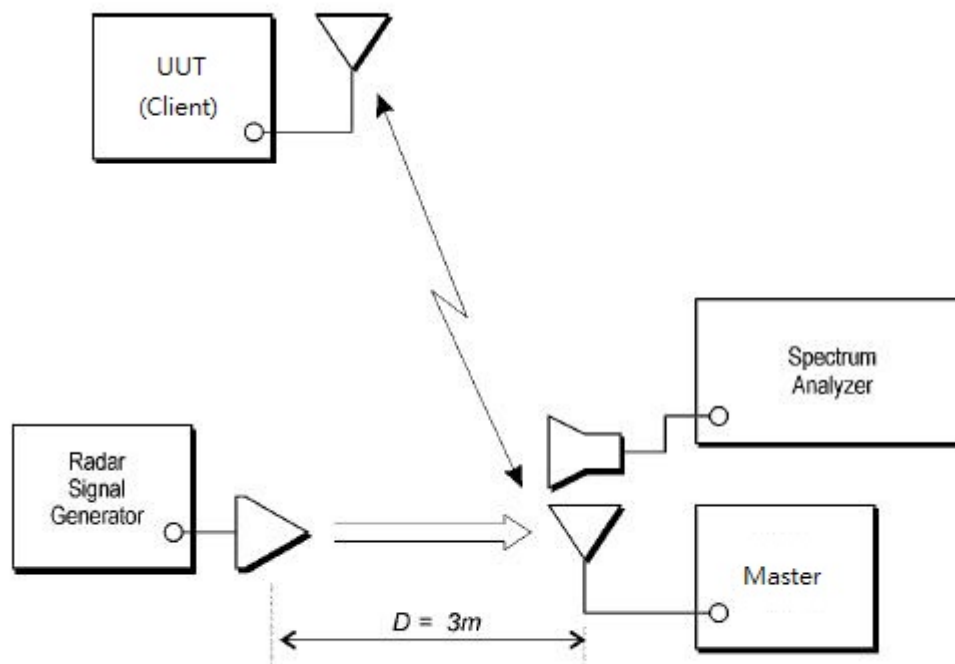 UUT
(Client)
Spectrum
Analyzer
Radar
Signal
Generator
Master
D = 3m